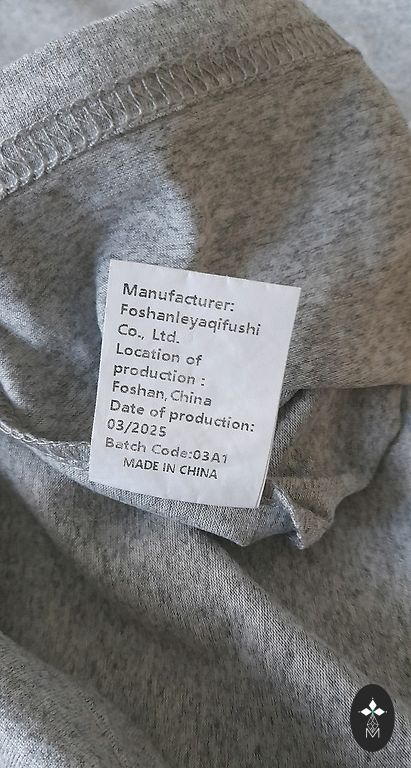 Manufacturer:
Foshanleyaqifushi
Co., Ltd.
Location of
production :
Foshan,China
Date of production:
03/2025
Batch Code:03A1
MADE IN CHINA
M